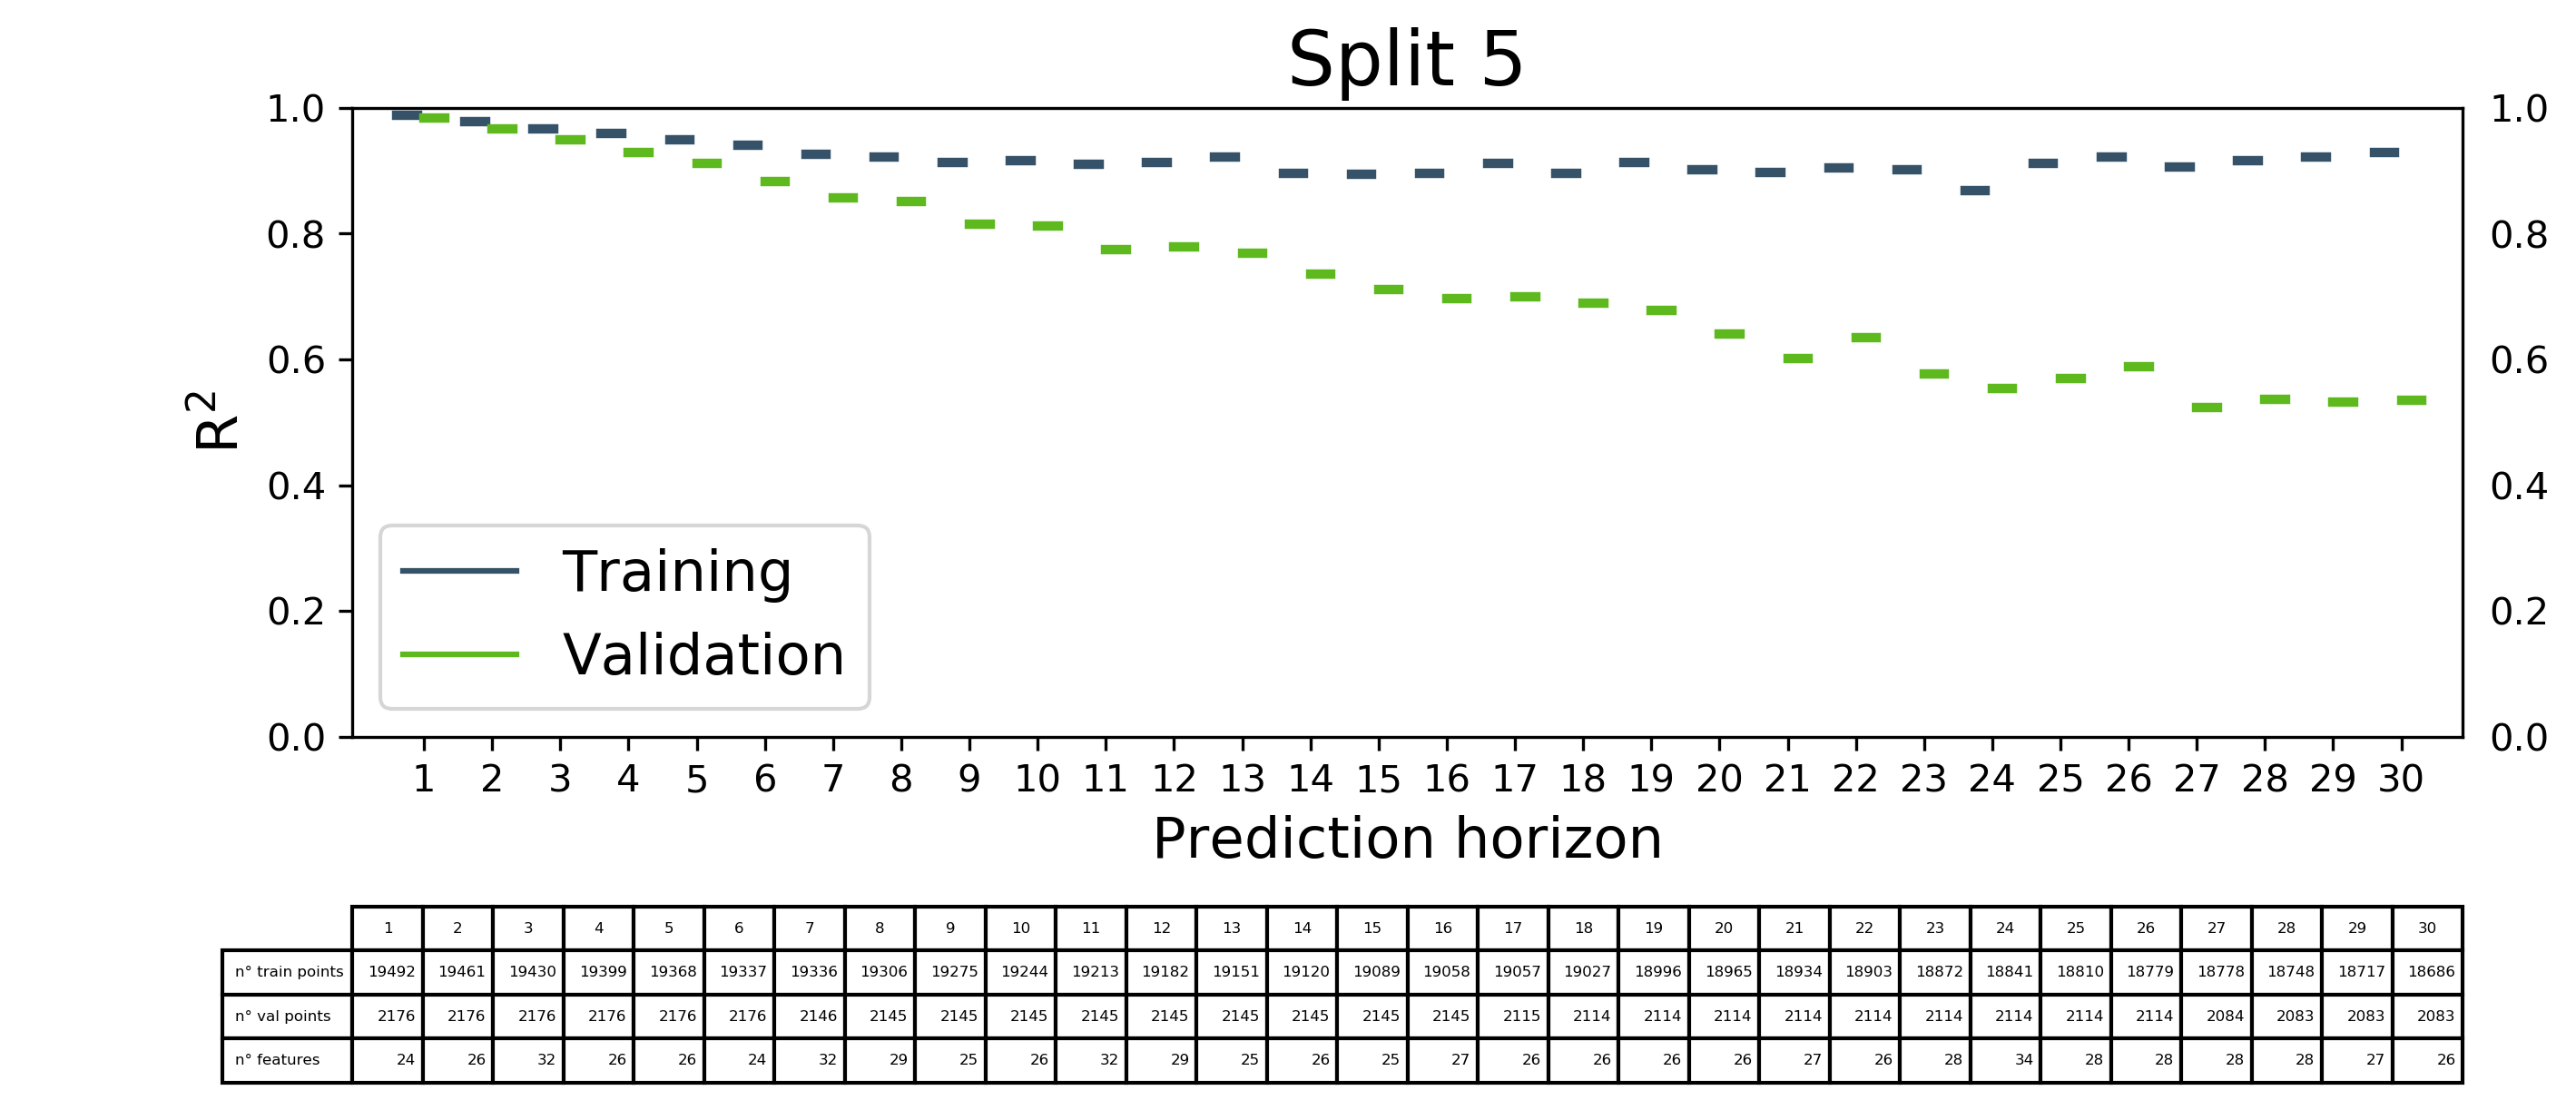 Split 5
1.0 1.0
0.8 0.8
0.6 0.6
0.4 0.4
0.2 0.2
0.0 0.0
R²
Training
Validation
1 2 3 4 5 6 7 8 9 10 11 12 13 14 15 16 17 18 19 20 21 22 23 24 25 26 27 28 29 30
Prediction horizon
1 2 3 4 5 6 7 8 9 10 11 12 13 14 15 16 17 18 19 20 21 22 23 24 25 26 27 28 29 30
n° train points 19492 19461 19430 19399 19368 19337 19336 19306 19275 19244 19213 19182 19151 19120 19089 19058 19057 19027 18996 18965 18934 18903 18872 18841 18810 18779 18778 18748 18717 18686
n° val points 2176 2176 2176 2176 2176 2176 2146 2145 2145 2145 2145 2145 2145 2145 2145 2145 2115 2114 2114 2114 2114 2114 2114 2114 2114 2114 2084 2083 2083 2083
n° features 24 26 32 26 26 24 32 29 25 26 32 29 25 26 25 27 26 26 26 26 27 26 28 34 28 28 28 28 27 26